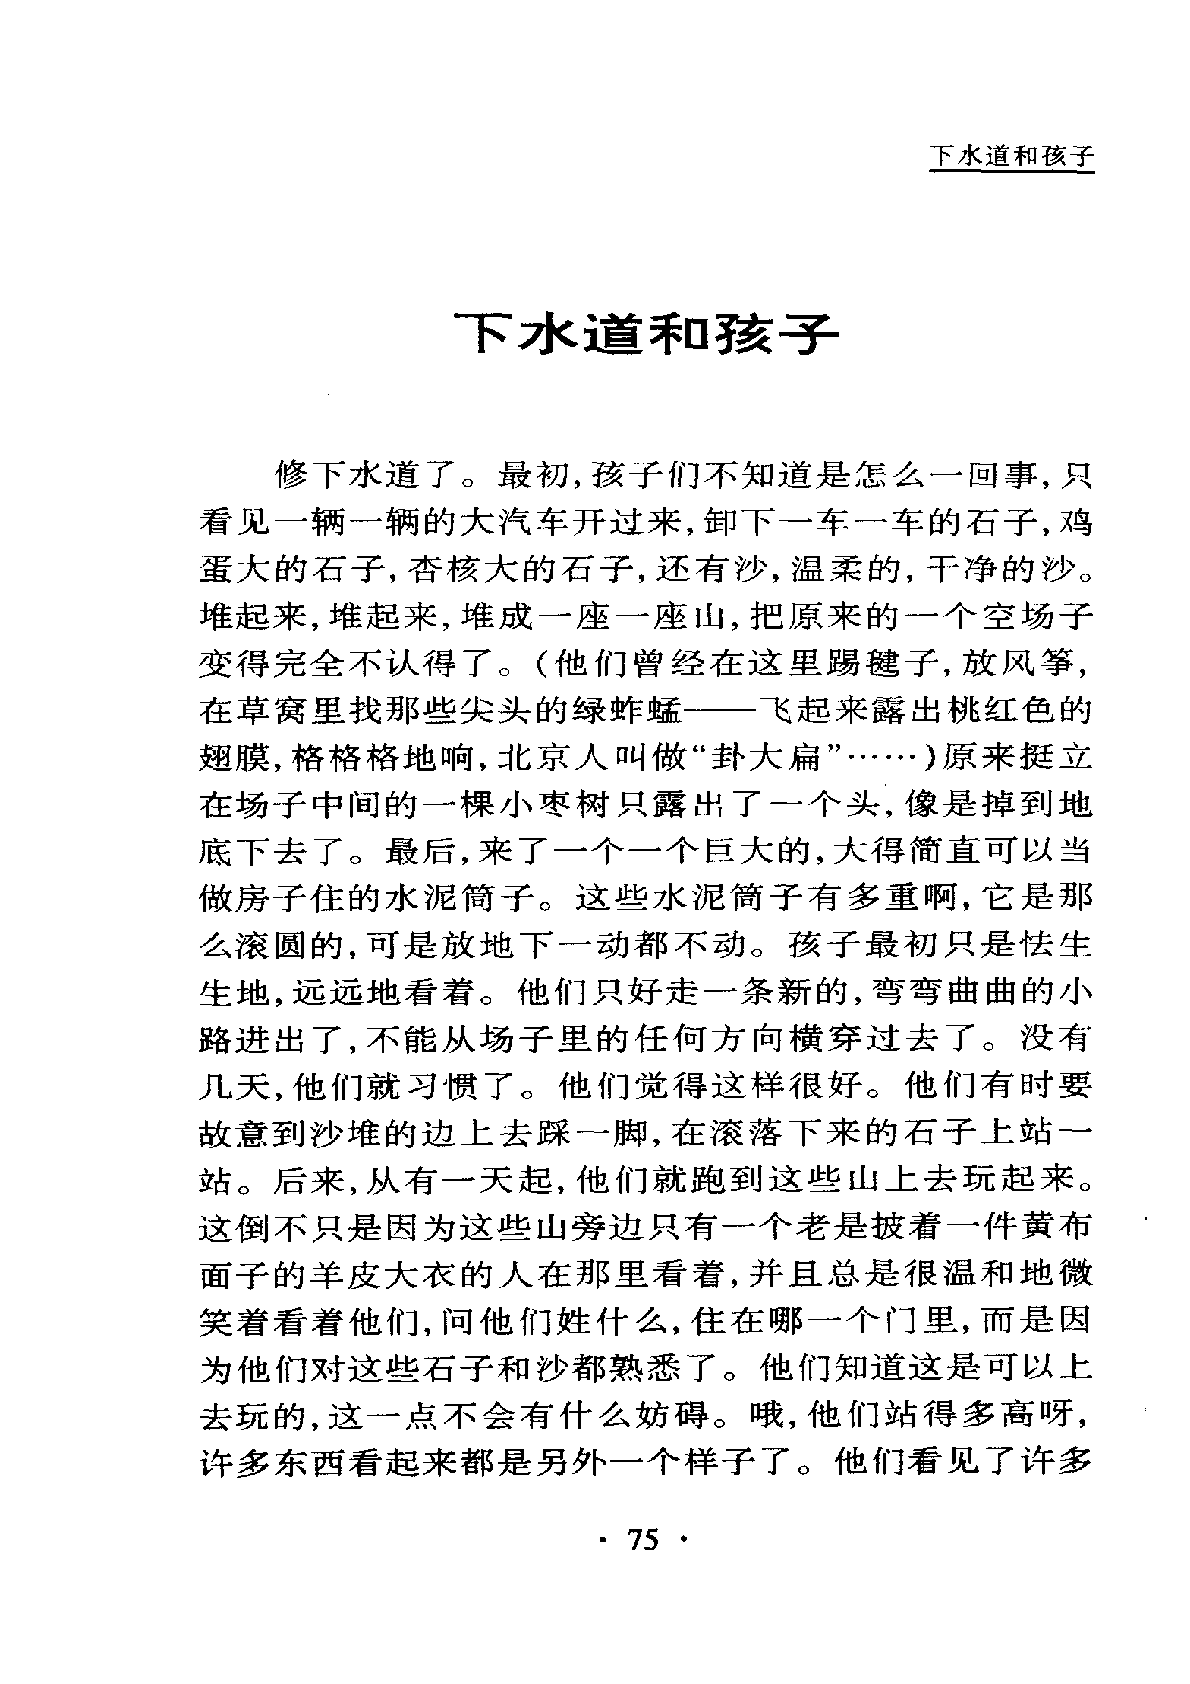 下水道和孩子
下水道和孩子
修下水道了。最初,孩子们不知道是怎么一回事,只
看见一辆一辆的大汽车开过来,卸下一车一车的石子,鸡
蛋大的石子,杏核大的石子,还有沙,温柔的,干净的沙。
堆起来,堆起来,堆成一座一座山,把原来的一个空场子
变得完全不认得了。(他们曾经在这里踢毽子,放风筝,
在草窝里找那些尖头的绿蚱蜢——飞起来露出桃红色的
翅膜,格格格地响,北京人叫做“卦大扁”……)原来挺立
在场子中间的一棵小枣树只露出了一个头,像是掉到地
底下去了。最后,来了一个一个巨大的,大得简直可以当
做房子住的水泥筒子。这些水泥筒子有多重啊,它是那
么滚圆的,可是放地下一动都不动。孩子最初只是怯生
生地,远远地看着。他们只好走一条新的,弯弯曲曲的小
路进出了,不能从场子里的任何方向横穿过去了。没有
几天,他们就习惯了。他们觉得这样很好。他们有时要
故意到沙堆的边上去踩一脚,在滚落下来的石子上站一
站。后来,从有一天起,他们就跑到这些山上去玩起来。
这倒不只是因为这些山旁边只有一个老是披着一件黄布
面子的羊皮大衣的人在那里看着,并且总是很温和地微
笑着看着他们,问他们姓什么,住在哪一个门里,而是因
为他们对这些石子和沙都熟悉了。他们知道这是可以上
去玩的,这一点不会有什么妨碍。哦,他们站得多高呀,
许多东西看起来都是另外一个样子了。他们看见了许多
· 75 ·